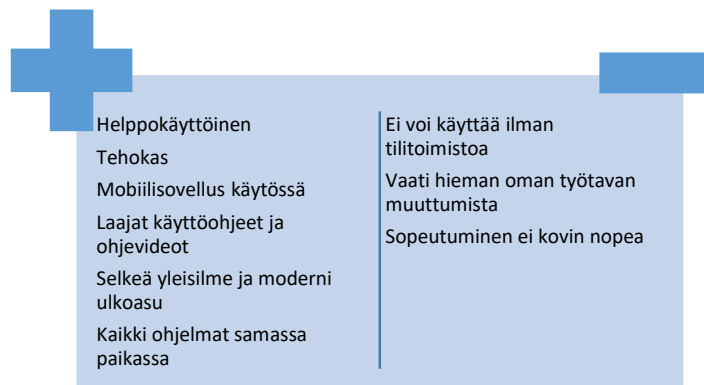 Helppokäyttöinen
Tehokas
Mobiilisovellus käytössä
Laajat käyttöohjeet ja
ohjevideot
Selkeä yleisilme ja moderni
ulkoasu
Kaikki ohjelmat samassa
paikassa
Ei voi käyttää ilman
tilitoimistoa
Vaati hieman oman työtavan
muuttumista
Sopeutuminen ei kovin nopea